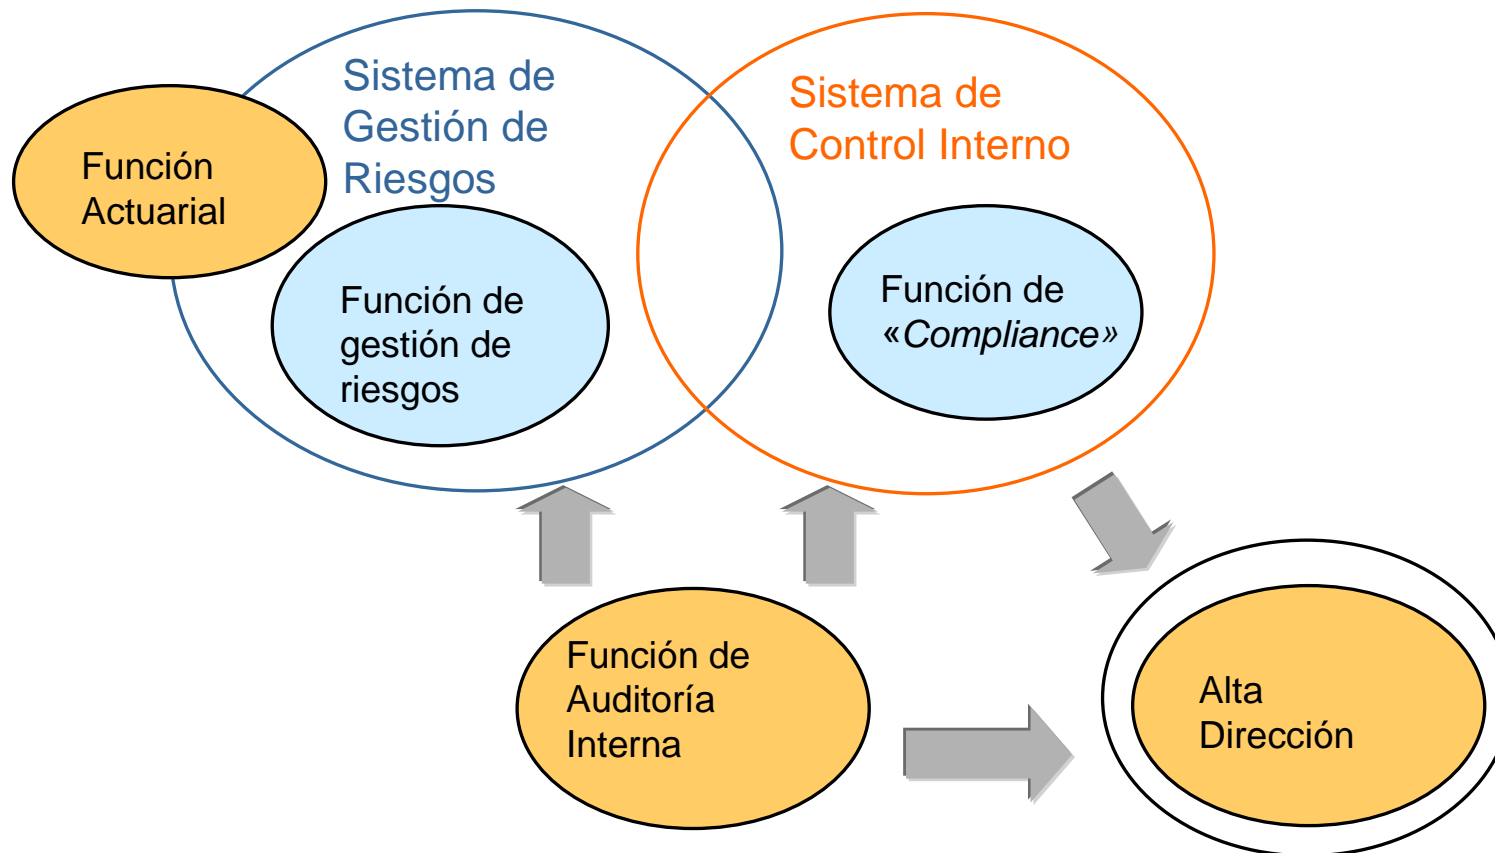 Sistema de
Gestión de
Riesgos
Sistema de
Control Interno
Función
Actuarial
Función de
gestión de
riesgos
Función de
«Compliance»
Función de
Auditoría
Interna
Alta
Dirección